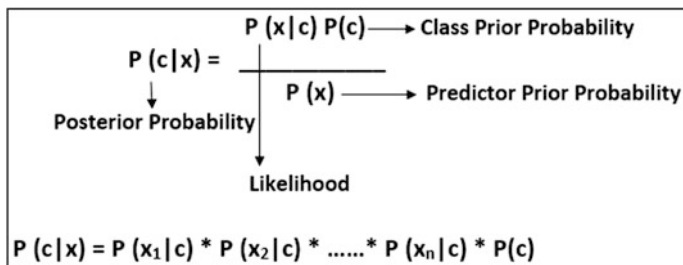 P (x|c) P(c) Class Prior Probability
P (c|x) =
P (x) Predictor Prior Probability
Posterior Probability
Likelihood
P (c|x) = P (x₁|c) * P (x₂|c) * ......* P (xₙ|c) * P(c)